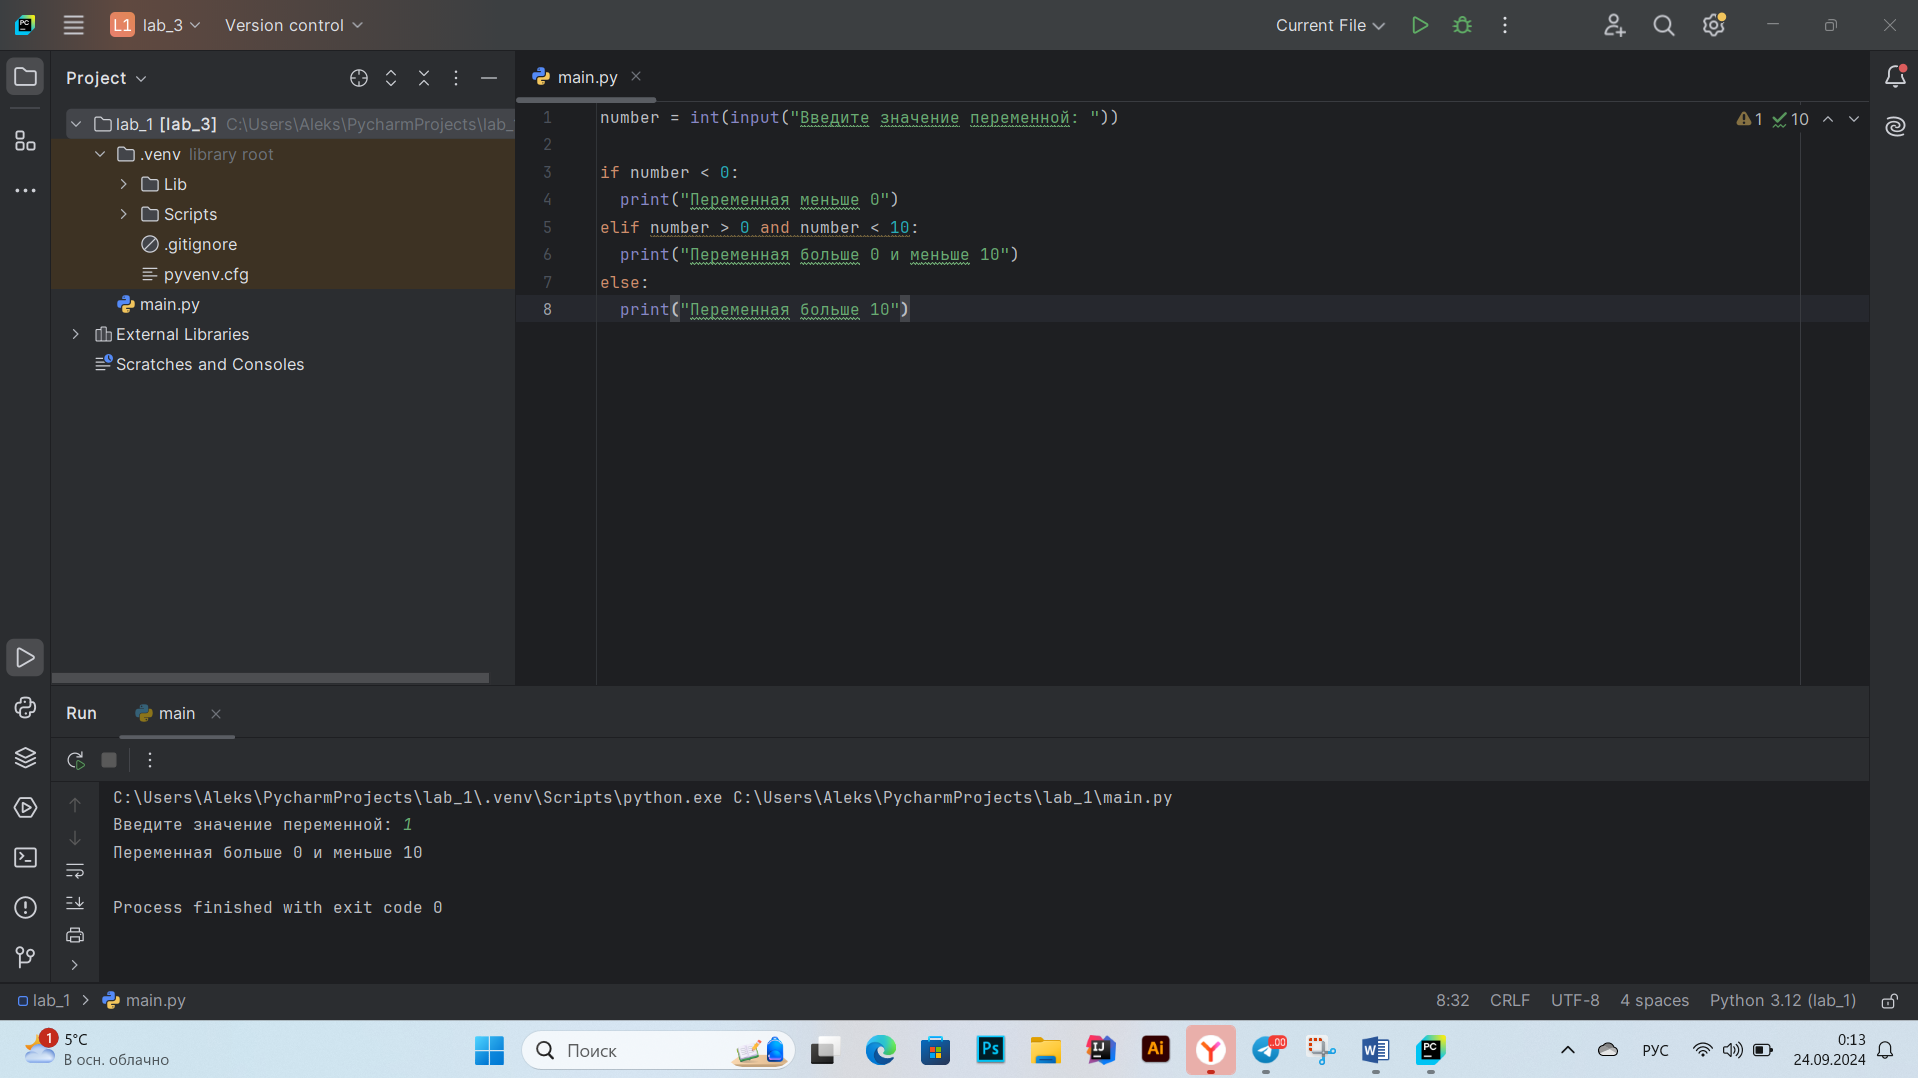 L1 lab_3 Version control Current File
Project
main.py
lab_1 [lab_3] C:\Users\Aleks\PycharmProjects\lab_
.venv library root
Lib
Scripts
.gitignore
pyvenv.cfg
main.py
External Libraries
Scratches and Consoles
1 number = int(input("Введите значение переменной: "))
2
3 if number < 0:
4 print("Переменная меньше 0")
5 elif number > 0 and number < 10:
6 print("Переменная больше 0 и меньше 10")
7 else:
8 print("Переменная больше 10")
1 10
Run main
C:\Users\Aleks\PycharmProjects\lab_1\.venv\Scripts\python.exe C:\Users\Aleks\PycharmProjects\lab_1\main.py
Введите значение переменной: 1
Переменная больше 0 и меньше 10
Process finished with exit code 0
lab_1 main.py 8:32 CRLF UTF-8 4 spaces Python 3.12 (lab_1)
1 5°C
В осн. облачно
Поиск
Ps
IJ
Ai
Y
.00
W
PC
РУС
0:13
24.09.2024